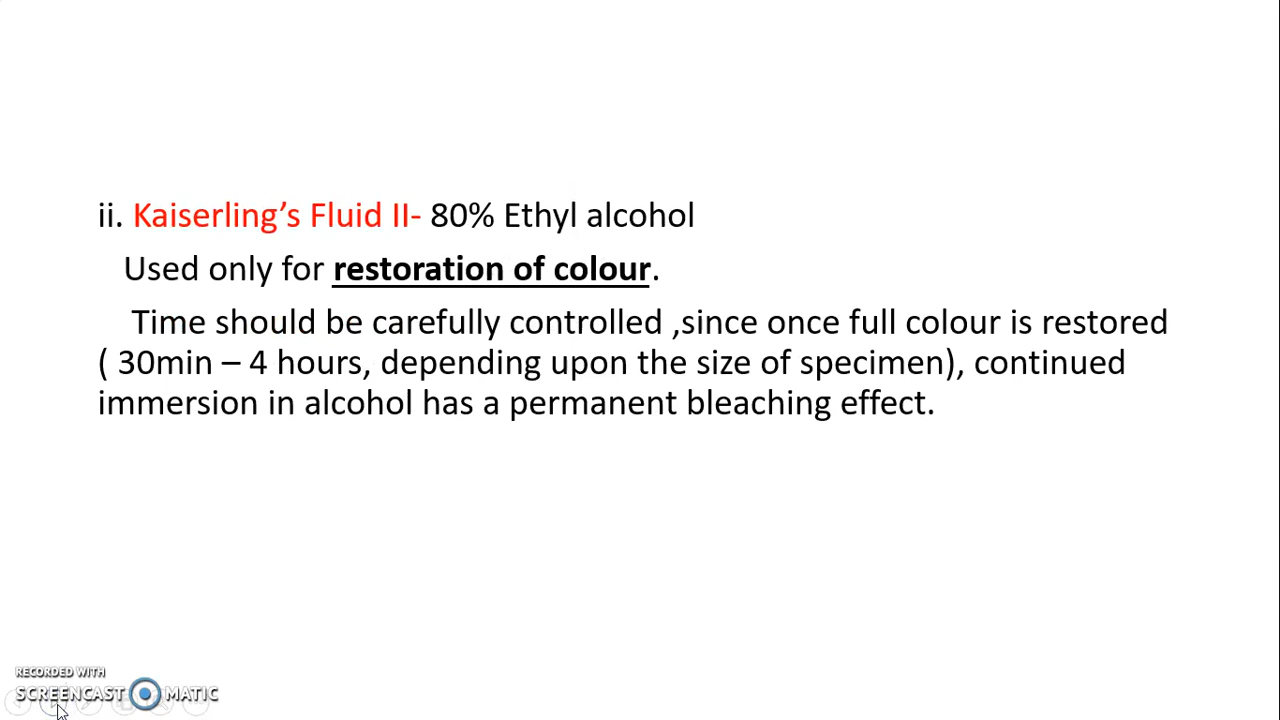 ii. Kaiserling’s Fluid II- 80% Ethyl alcohol
Used only for restoration of colour.
Time should be carefully controlled ,since once full colour is restored
( 30min – 4 hours, depending upon the size of specimen), continued
immersion in alcohol has a permanent bleaching effect.
RECORDED WITH
SCREENCAST MATIC